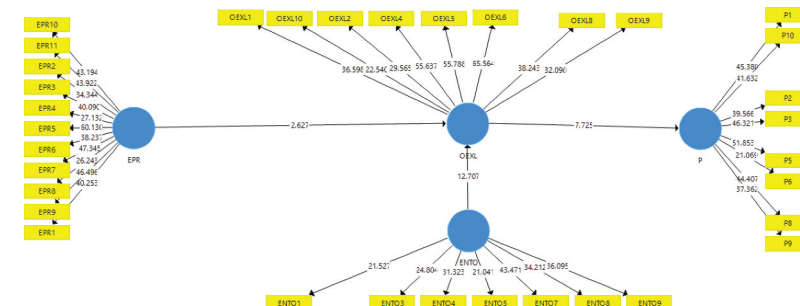 OEXL1 OEXL10 OEXL2 OEXL4 OEXL5 OEXL6 OEXL8 OEXL9
EPR10
EPR11
EPR2
EPR3
EPR4
EPR5
EPR6
EPR7
EPR8
EPR9
EPR1
43.194
43.922
34.344
40.090
27.132
60.130
38.231
47.345
26.243
46.496
40.253
EPR
2.627
36.598 22.540 29.565 55.637 55.788 65.564 38.243 32.090
OEXL
7.725
12.707
ENTO
21.527 24.804 31.323 21.041 43.471 34.212 36.095
ENTO1 ENTO3 ENTO4 ENTO5 ENTO7 ENTO8 ENTO9
P
45.380
41.632
39.566
46.321
51.853
21.069
44.407
37.362
P1
P10
P2
P3
P5
P6
P8
P9